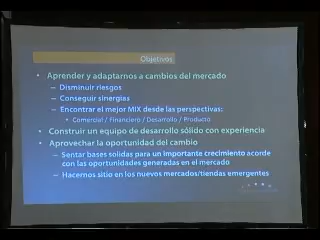 Objetivos
• Aprender y adaptarnos a cambios del mercado
– Disminuir riesgos
– Conseguir sinergias
– Encontrar el mejor MIX desde las perspectivas:
• Comercial / Financiero / Desarrollo / Producto
• Construir un equipo de desarrollo sólido con experiencia
• Aprovechar la oportunidad del cambio
– Sentar bases solidas para un importante crecimiento acorde
con las oportunidades generadas en el mercado
– Hacernos sitio en los nuevos mercados/tiendas emergentes